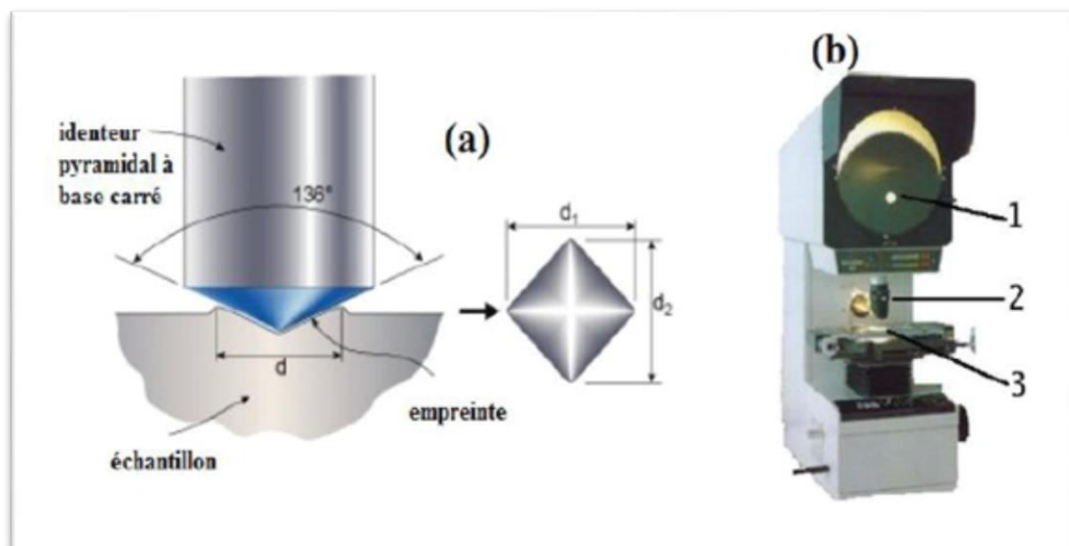 (a)
identeur
pyramidal à
base carré
136°
d
empreinte
échantillon
d₁
d₂
(b)
1
2
3